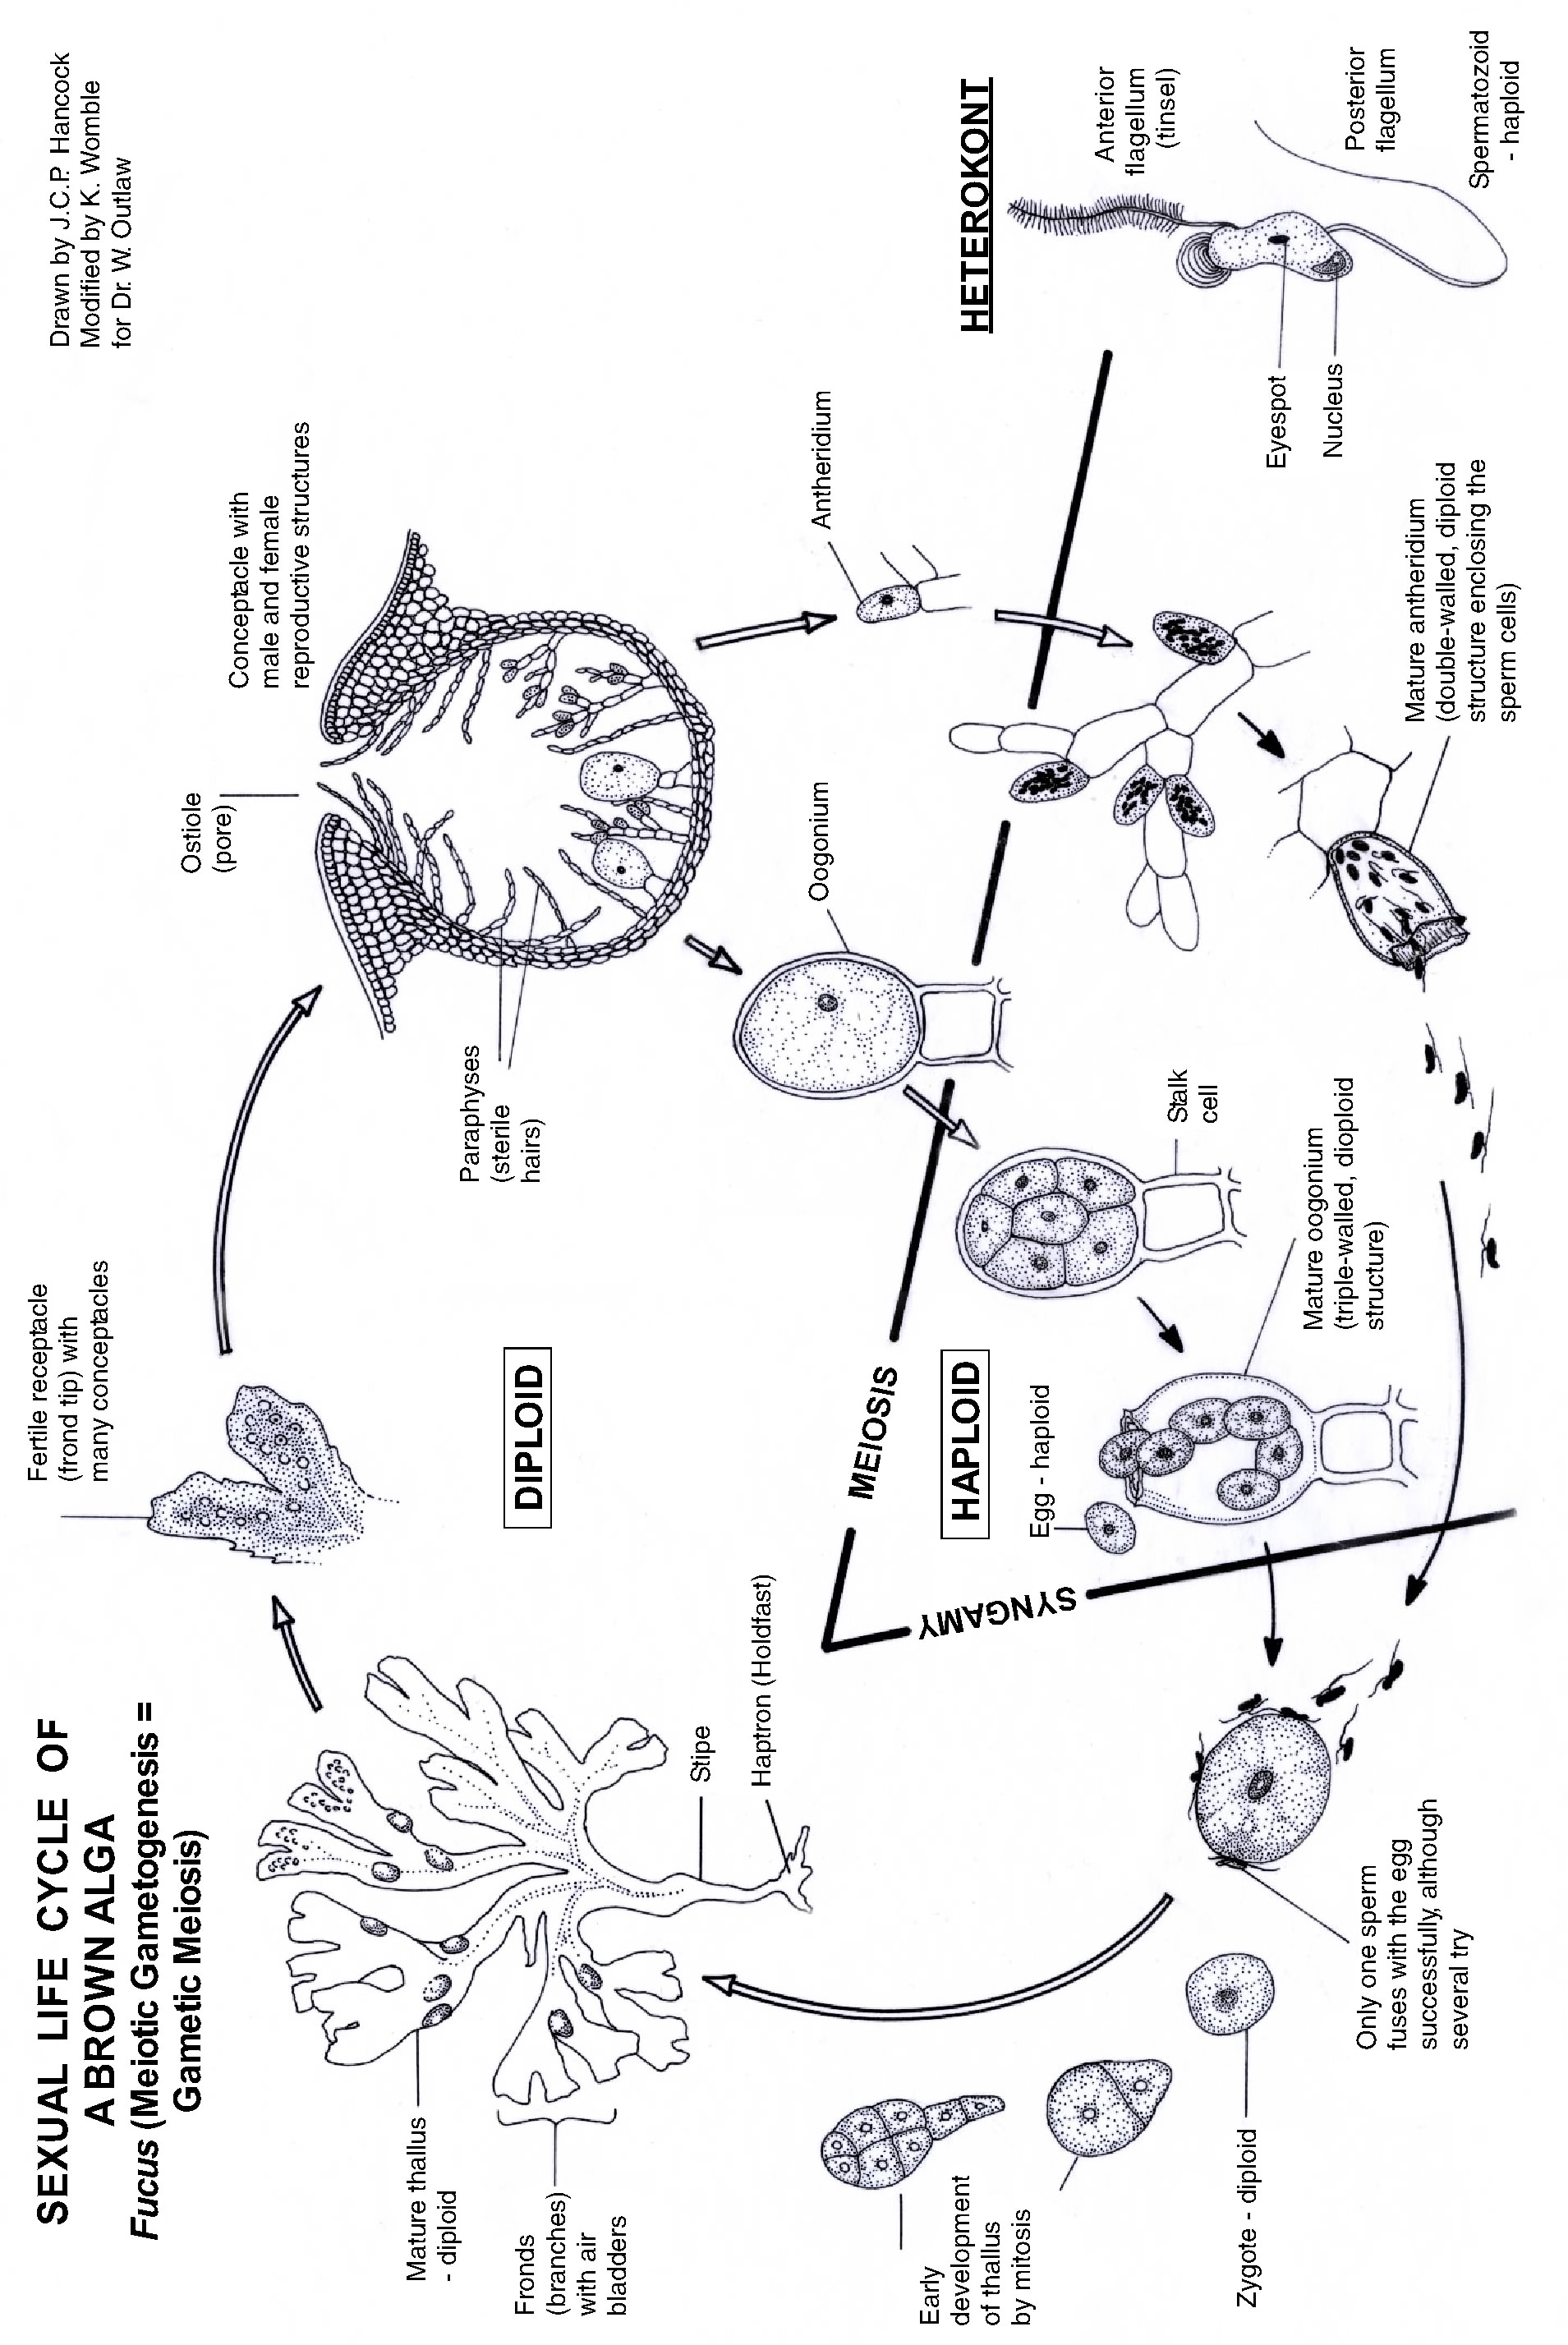 SEXUAL LIFE CYCLE OF
A BROWN ALGA
Fucus (Meiotic Gametogenesis =
Gametic Meiosis)
Drawn by J.C.P. Hancock
Modified by K. Womble
for Dr. W. Outlaw
Fertile receptacle
(frond tip) with
many conceptacles
Ostiole
(pore)
Conceptacle with
male and female
reproductive structures
Paraphyses
(sterile
hairs)
Mature thallus
- diploid
Fronds
(branches)
with air
bladders
Stipe
Haptron (Holdfast)
DIPLOID
Oogonium
Antheridium
MEIOSIS
HAPLOID
SYNGAMY
HETEROKONT
Anterior
flagellum
(tinsel)
Posterior
flagellum
Spermatozoid
- haploid
Eyespot
Nucleus
Mature antheridium
(double-walled, diploid
structure enclosing the
sperm cells)
Stalk
cell
Mature oogonium
(triple-walled, dioploid
structure)
Egg - haploid
Only one sperm
fuses with the egg
successfully, although
several try
Zygote - diploid
Early
development
of thallus
by mitosis